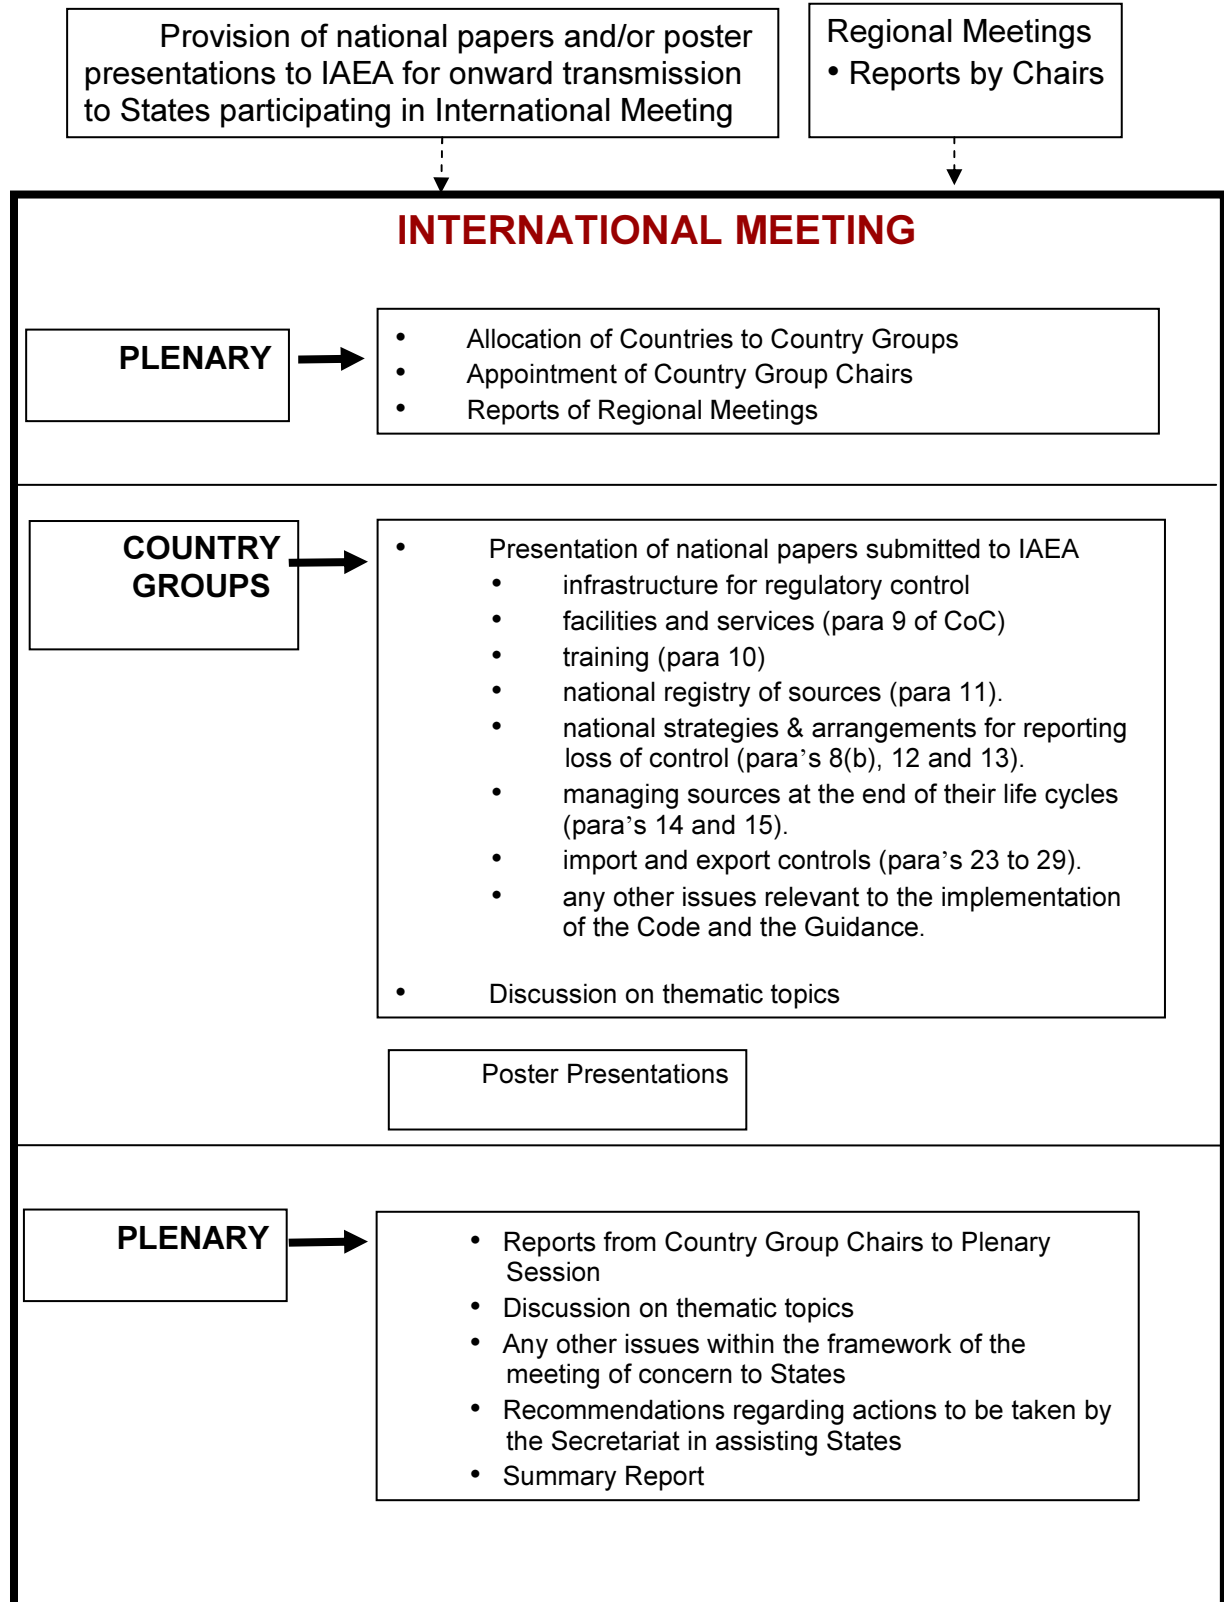 Provision of national papers and/or poster
presentations to IAEA for onward transmission
to States participating in International Meeting
Regional Meetings
• Reports by Chairs
INTERNATIONAL MEETING
PLENARY
• Allocation of Countries to Country Groups
• Appointment of Country Group Chairs
• Reports of Regional Meetings
COUNTRY
GROUPS
• Presentation of national papers submitted to IAEA
• infrastructure for regulatory control
• facilities and services (para 9 of CoC)
• training (para 10)
• national registry of sources (para 11).
• national strategies & arrangements for reporting
loss of control (para’s 8(b), 12 and 13).
• managing sources at the end of their life cycles
(para’s 14 and 15).
• import and export controls (para’s 23 to 29).
• any other issues relevant to the implementation
of the Code and the Guidance.
• Discussion on thematic topics
Poster Presentations
PLENARY
• Reports from Country Group Chairs to Plenary
Session
• Discussion on thematic topics
• Any other issues within the framework of the
meeting of concern to States
• Recommendations regarding actions to be taken by
the Secretariat in assisting States
• Summary Report